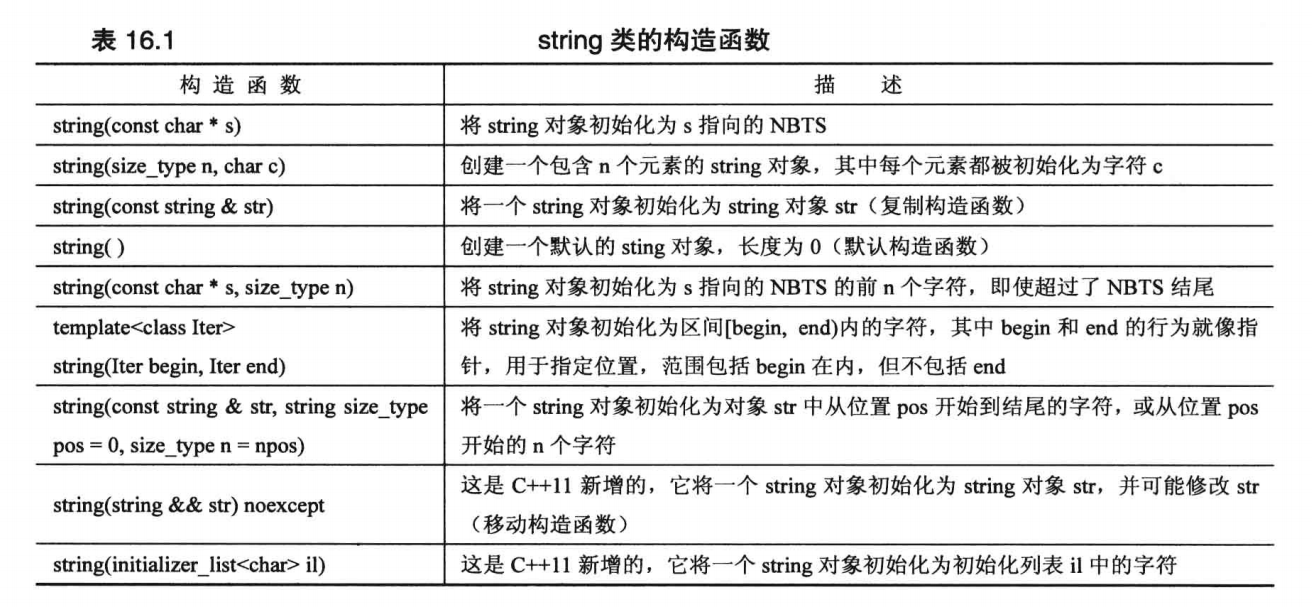 表 16.1 string 类的构造函数
构 造 函 数 描 述
string(const char * s) 将 string 对象初始化为 s 指向的 NBTS
string(size_type n, char c) 创建一个包含 n 个元素的 string 对象，其中每个元素都被初始化为字符 c
string(const string & str) 将一个 string 对象初始化为 string 对象 str（复制构造函数）
string( ) 创建一个默认的 sting 对象，长度为 0（默认构造函数）
string(const char * s, size_type n) 将 string 对象初始化为 s 指向的 NBTS 的前 n 个字符，即使超过了 NBTS 结尾
template<class Iter>
string(Iter begin, Iter end)
将 string 对象初始化为区间[begin, end)内的字符，其中 begin 和 end 的行为就像指
针，用于指定位置，范围包括 begin 在内，但不包括 end
string(const string & str, string size_type
pos = 0, size_type n = npos)
将一个 string 对象初始化为对象 str 中从位置 pos 开始到结尾的字符，或从位置 pos
开始的 n 个字符
string(string && str) noexcept
这是 C++11 新增的，它将一个 string 对象初始化为 string 对象 str，并可能修改 str
（移动构造函数）
string(initializer_list<char> il) 这是 C++11 新增的，它将一个 string 对象初始化为初始化列表 il 中的字符